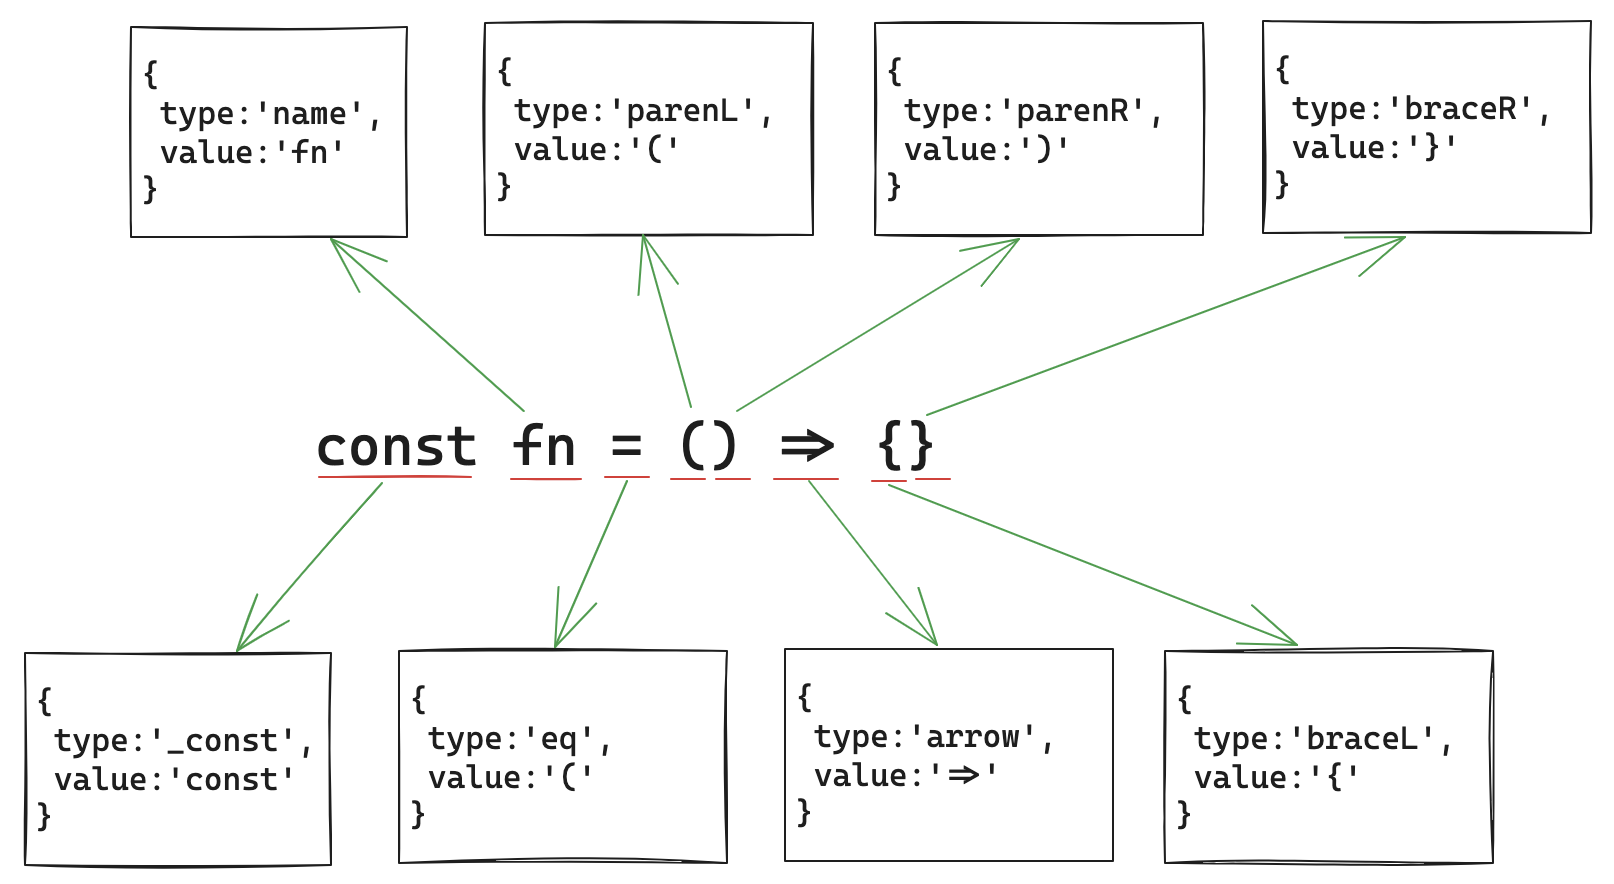 {
type:'name',
value:'fn'
}
{
type:'parenL',
value:'('
}
{
type:'parenR',
value:')'
}
{
type:'braceR',
value:'}'
}
const fn = () => {}
{
type:'_const',
value:'const'
}
{
type:'eq',
value:'('
}
{
type:'arrow',
value:'=>'
}
{
type:'braceL',
value:'{'
}